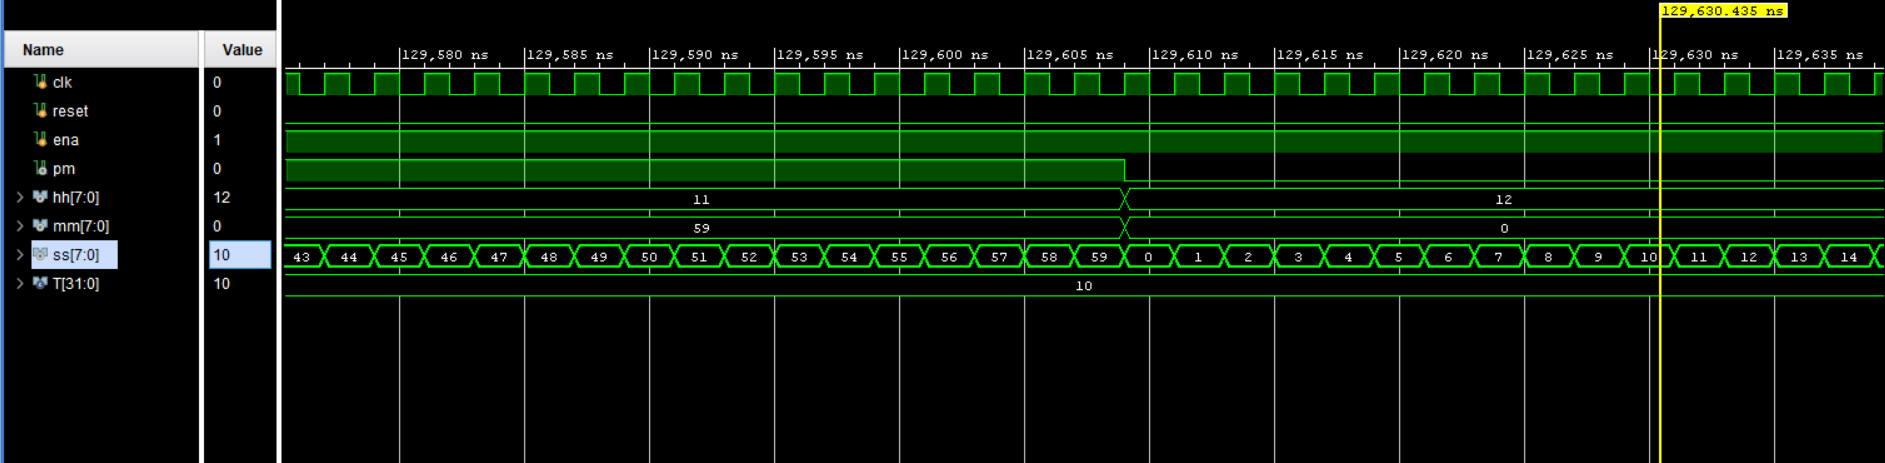 129,630.435 ns
Name Value
129,580 ns 129,585 ns 129,590 ns 129,595 ns 129,600 ns 129,605 ns 129,610 ns 129,615 ns 129,620 ns 129,625 ns 129,630 ns 129,635 ns
clk 0
reset 0
ena 1
pm 0
hh[7:0] 12 11 12
mm[7:0] 0 59 0
ss[7:0] 10 43 44 45 46 47 48 49 50 51 52 53 54 55 56 57 58 59 0 1 2 3 4 5 6 7 8 9 10 11 12 13 14
T[31:0] 10 10